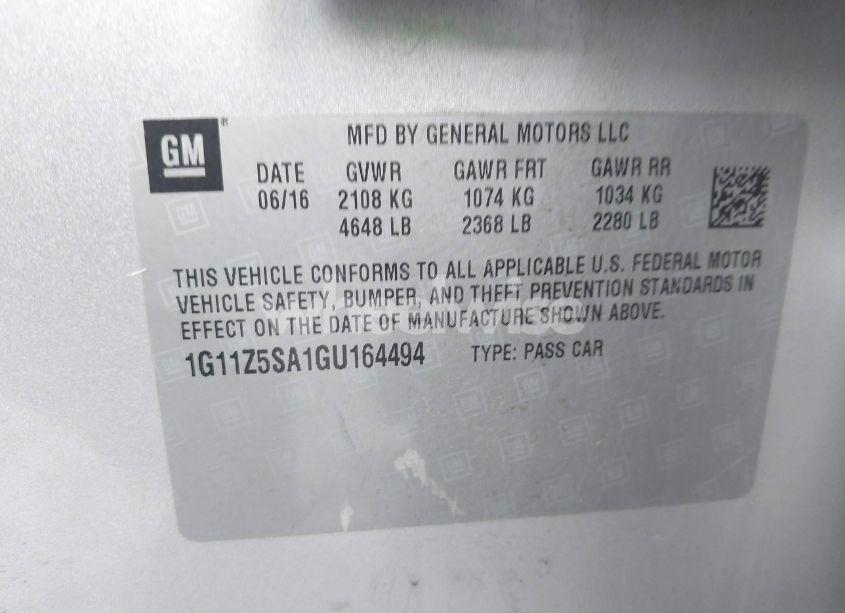 GM®
MFD BY GENERAL MOTORS LLC
DATE GVWR GAWR FRT GAWR RR
06/16 2108 KG 1074 KG 1034 KG
4648 LB 2368 LB 2280 LB
THIS VEHICLE CONFORMS TO ALL APPLICABLE U.S. FEDERAL MOTOR
VEHICLE SAFETY, BUMPER, AND THEFT PREVENTION STANDARDS IN
EFFECT ON THE DATE OF MANUFACTURE SHOWN ABOVE.
1G11Z5SA1GU164494 TYPE: PASS CAR